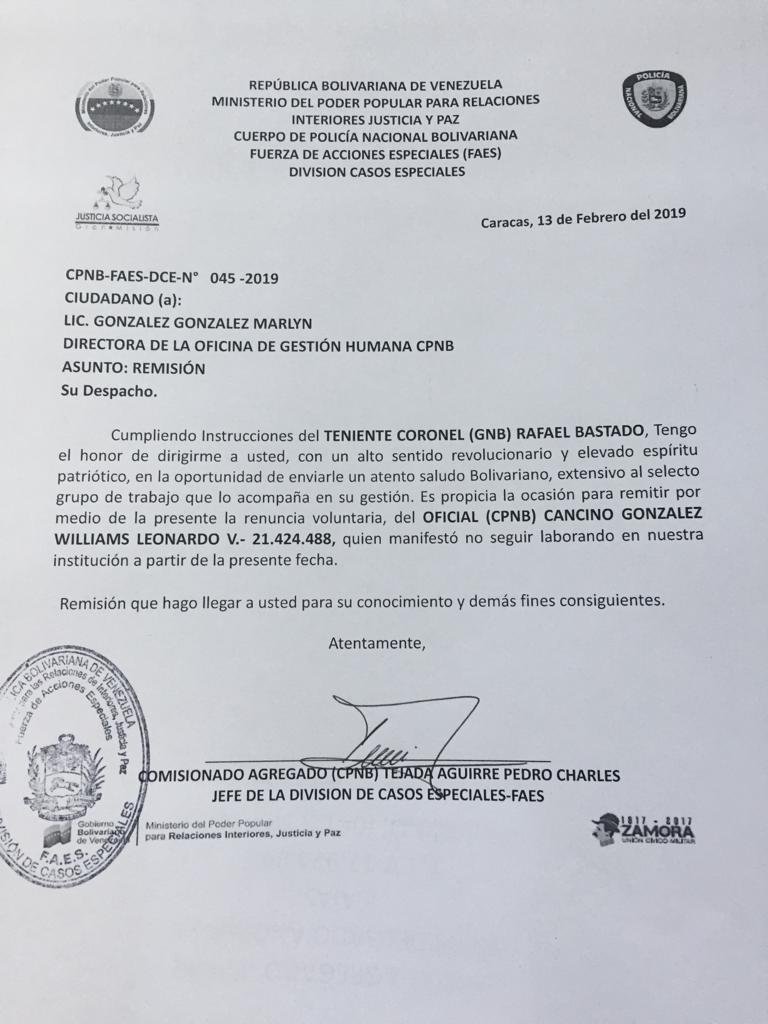 REPÚBLICA BOLIVARIANA DE VENEZUELA
MINISTERIO DEL PODER POPULAR PARA RELACIONES
INTERIORES JUSTICIA Y PAZ
CUERPO DE POLICÍA NACIONAL BOLIVARIANA
FUERZA DE ACCIONES ESPECIALES (FAES)
DIVISION CASOS ESPECIALES
POLICÍA
NACIONAL BOLIVARIANA
JUSTICIA SOCIALISTA
Gran Misión
Caracas, 13 de Febrero del 2019
CPNB-FAES-DCE-N° 045 -2019
CIUDADANO (a):
LIC. GONZALEZ GONZALEZ MARLYN
DIRECTORA DE LA OFICINA DE GESTIÓN HUMANA CPNB
ASUNTO: REMISIÓN
Su Despacho.
Cumpliendo Instrucciones del TENIENTE CORONEL (GNB) RAFAEL BASTADO, Tengo
el honor de dirigirme a usted, con un alto sentido revolucionario y elevado espíritu
patriótico, en la oportunidad de enviarle un atento saludo Bolivariano, extensivo al selecto
grupo de trabajo que lo acompaña en su gestión. Es propicia la ocasión para remitir por
medio de la presente la renuncia voluntaria, del OFICIAL (CPNB) CANCINO GONZALEZ
WILLIAMS LEONARDO V.- 21.424.488, quien manifestó no seguir laborando en nuestra
institución a partir de la presente fecha.
Remisión que hago llegar a usted para su conocimiento y demás fines consiguientes.
Atentamente,
COMISIONADO AGREGADO (CPNB) TEJADA AGUIRRE PEDRO CHARLES
JEFE DE LA DIVISION DE CASOS ESPECIALES-FAES
BOLIVARIANA DE VENEZUELA
para las Relaciones de Interiores, Justicia y Paz
Fuerza de Acciones Especiales
F.A.E.S.
DIVISIÓN DE CASOS ESPECIALES
Gobierno
Bolivariano
de Venezuela
Ministerio del Poder Popular
para Relaciones Interiores, Justicia y Paz
1817 - 2017
ZAMORA
UNIÓN CÍVICO-MILITAR